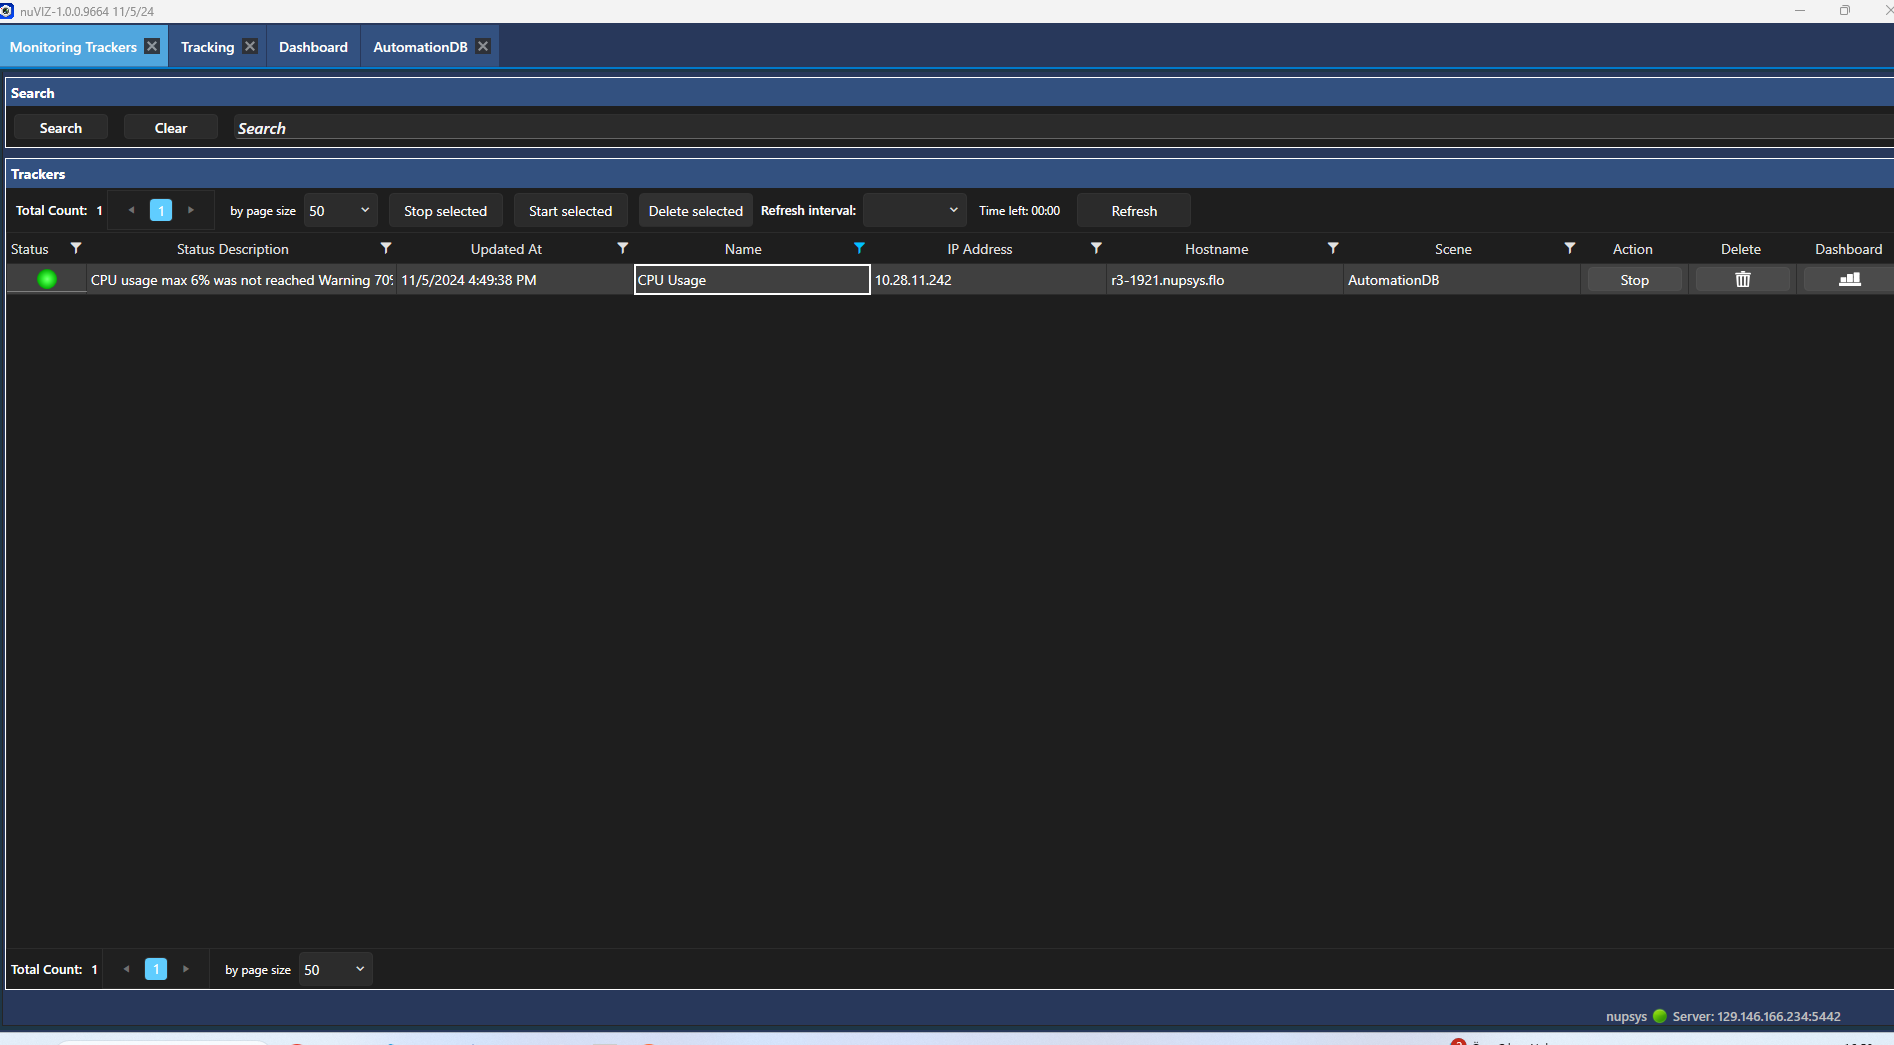 nuVIZ-1.0.0.9664 11/5/24
Monitoring Trackers Tracking Dashboard AutomationDB
Search
Search Clear Search
Trackers
Total Count: 1 1 by page size 50 Stop selected Start selected Delete selected Refresh interval: Time left: 00:00 Refresh
Status Status Description Updated At Name IP Address Hostname Scene Action Delete Dashboard
CPU usage max 6% was not reached Warning 70% 11/5/2024 4:49:38 PM CPU Usage 10.28.11.242 r3-1921.nupsys.flo AutomationDB Stop
Total Count: 1 1 by page size 50
nupsys Server: 129.146.166.234:5442